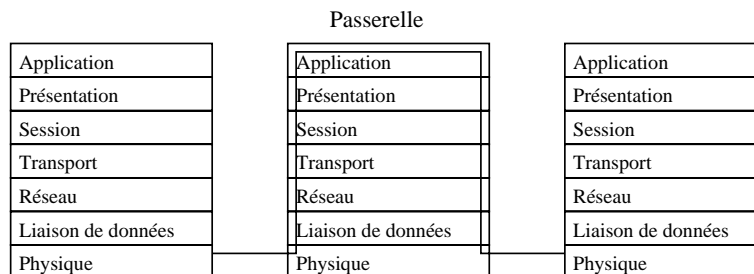 Passerelle
Application Application Application
Présentation Présentation Présentation
Session Session Session
Transport Transport Transport
Réseau Réseau Réseau
Liaison de données Liaison de données Liaison de données
Physique Physique Physique